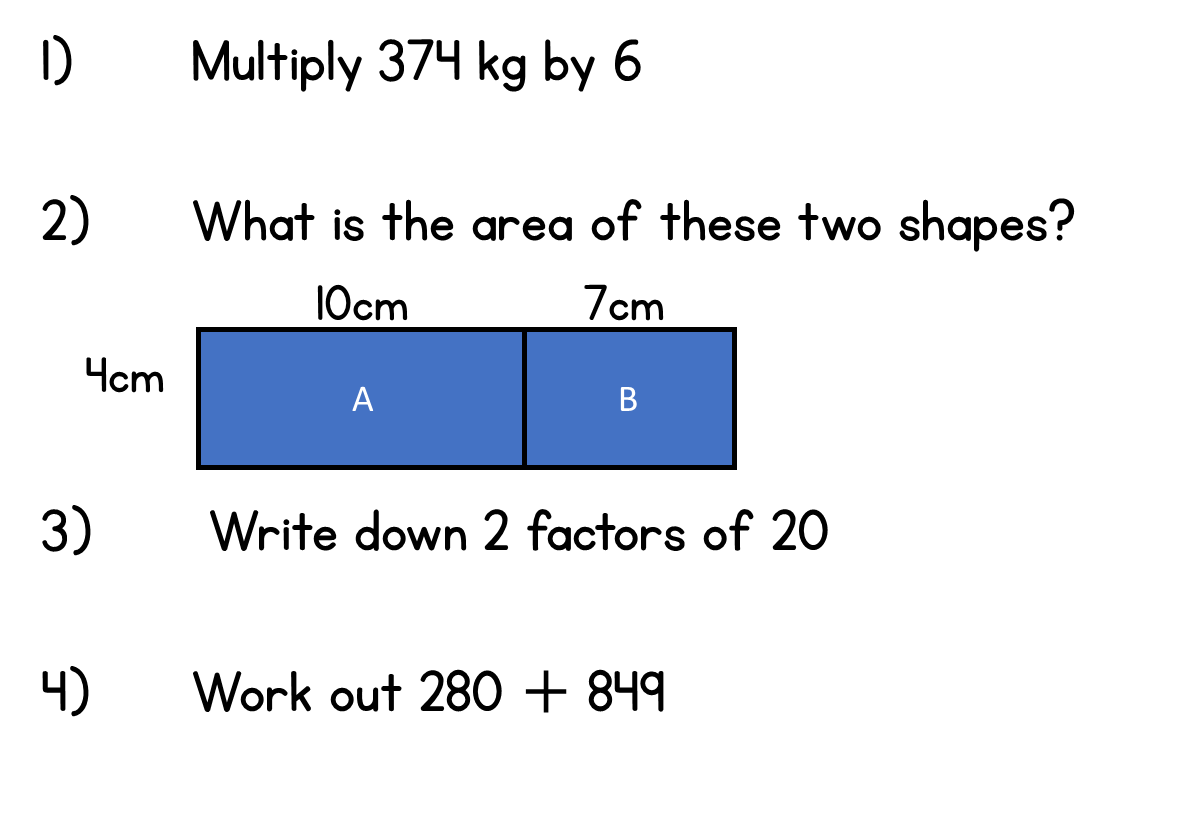 1) Multiply 374 kg by 6
2) What is the area of these two shapes?
10cm 7cm
4cm A B
3) Write down 2 factors of 20
4) Work out 280 + 849